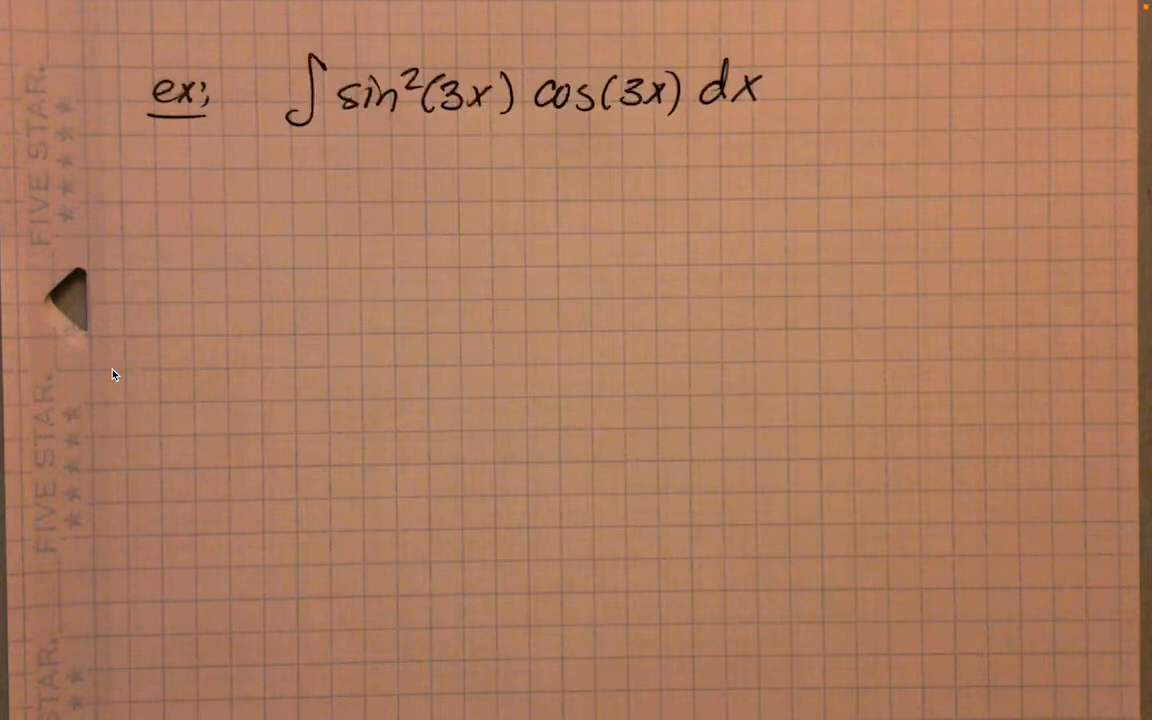 ex: ∫ sin²(3x) cos(3x) dx
FIVE STAR.
FIVE STAR.
STAR.